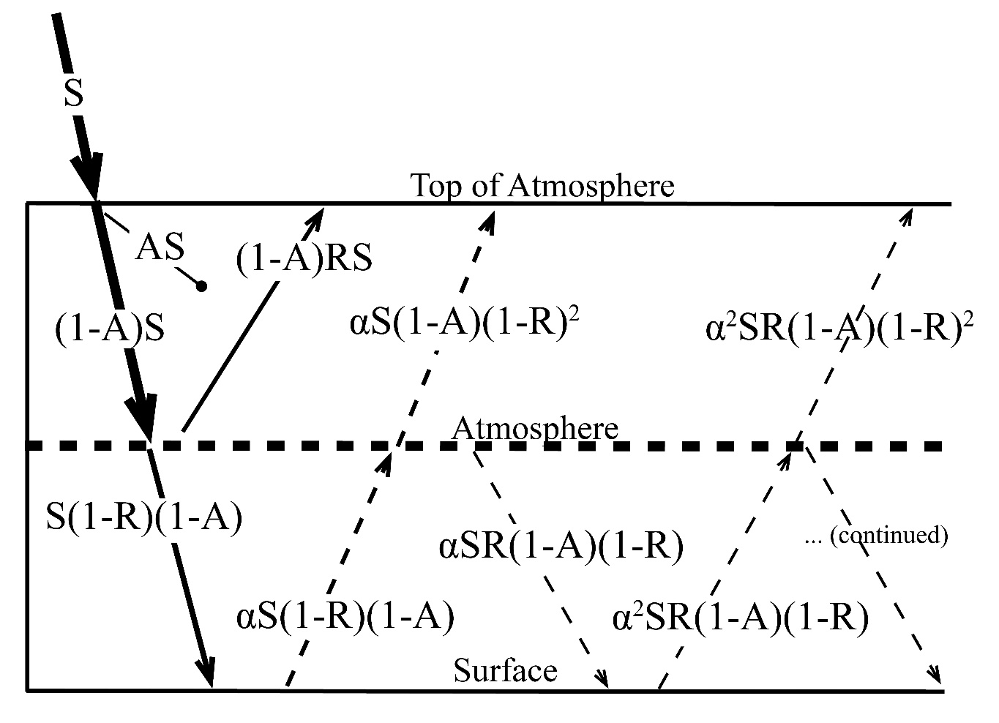 S
Top of Atmosphere
AS
(1-A)RS
(1-A)S
αS(1-A)(1-R)²
α²SR(1-A)(1-R)²
Atmosphere
S(1-R)(1-A)
αSR(1-A)(1-R)
... (continued)
αS(1-R)(1-A)
α²SR(1-A)(1-R)
Surface